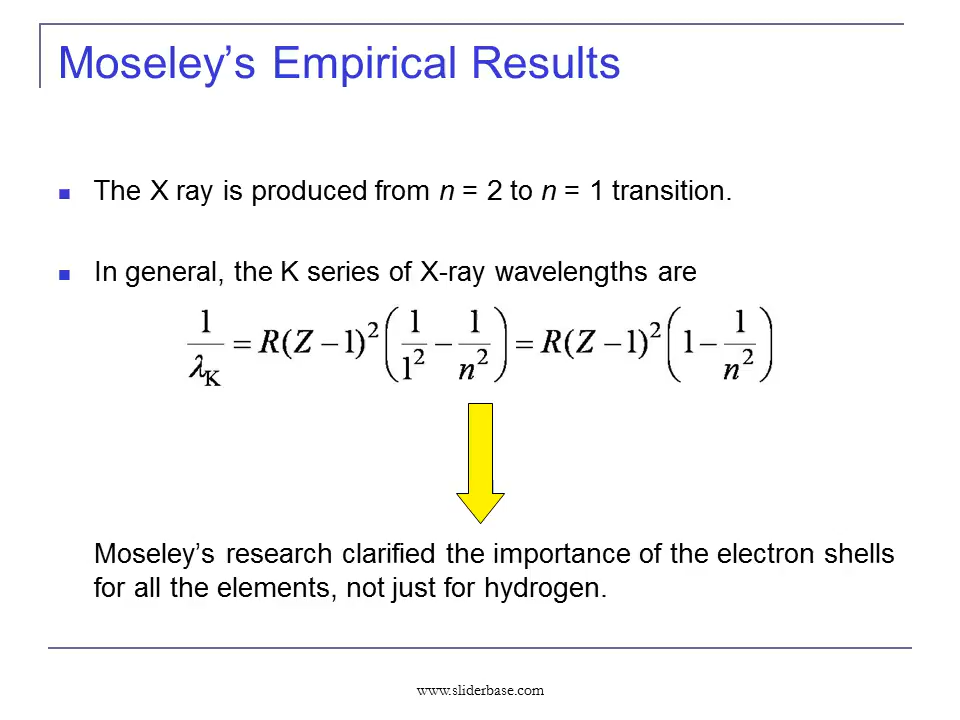 Moseley’s Empirical Results
The X ray is produced from n = 2 to n = 1 transition.
In general, the K series of X-ray wavelengths are
1/λ_K = R(Z − 1)²(1/1² − 1/n²) = R(Z − 1)²(1 − 1/n²)
Moseley’s research clarified the importance of the electron shells
for all the elements, not just for hydrogen.
www.sliderbase.com